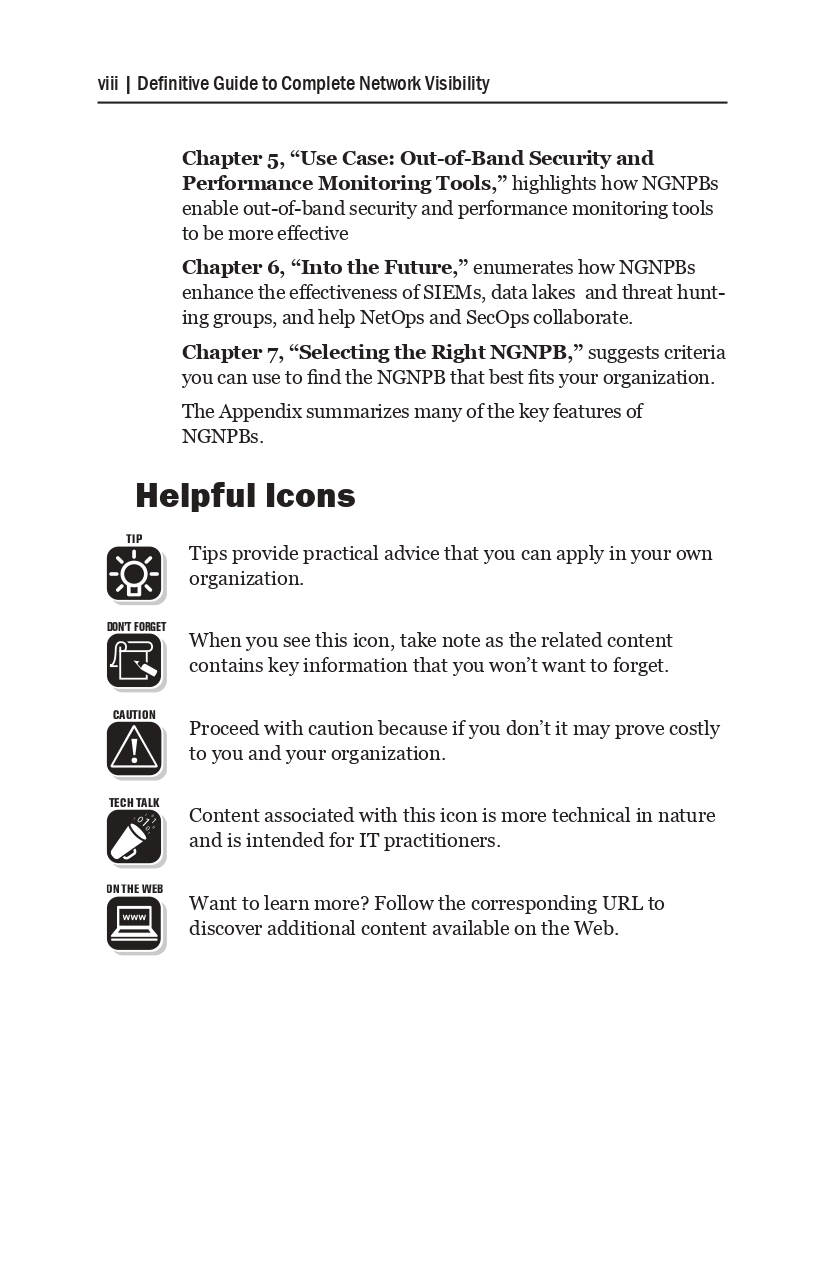 viii | Definitive Guide to Complete Network Visibility
Chapter 5, “Use Case: Out-of-Band Security and
Performance Monitoring Tools,” highlights how NGNPBs
enable out-of-band security and performance monitoring tools
to be more effective
Chapter 6, “Into the Future,” enumerates how NGNPBs
enhance the effectiveness of SIEMs, data lakes  and threat hunt-
ing groups, and help NetOps and SecOps collaborate.
Chapter 7, “Selecting the Right NGNPB,” suggests criteria
you can use to find the NGNPB that best fits your organization.
The Appendix summarizes many of the key features of
NGNPBs.
Helpful Icons
TIP
Tips provide practical advice that you can apply in your own
organization.
DON’T FORGET
When you see this icon, take note as the related content
contains key information that you won’t want to forget.
CAUTION
Proceed with caution because if you don’t it may prove costly
to you and your organization.
TECH TALK
Content associated with this icon is more technical in nature
and is intended for IT practitioners.
ON THE WEB
www
Want to learn more? Follow the corresponding URL to
discover additional content available on the Web.